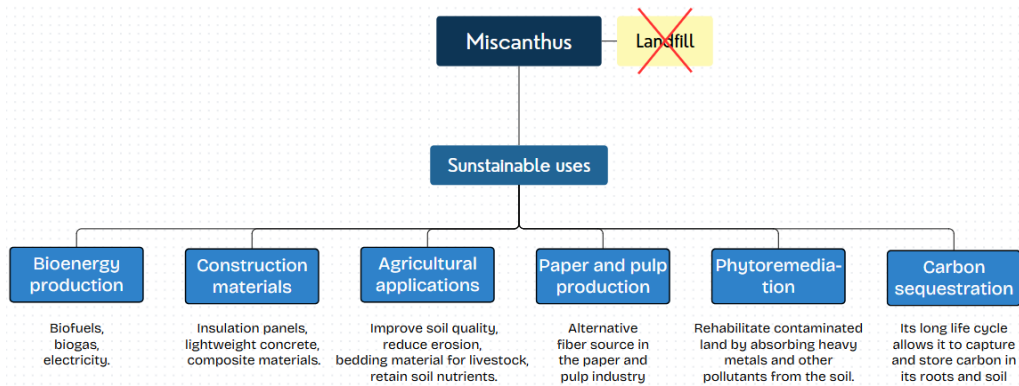 Miscanthus
Landfill
Sunstainable uses
Bioenergy
production
Construction
materials
Agricultural
applications
Paper and pulp
production
Phytoremedia-
tion
Carbon
sequestration
Biofuels,
biogas,
electricity.
Insulation panels,
lightweight concrete,
composite materials.
Improve soil quality,
reduce erosion,
bedding material for livestock,
retain soil nutrients.
Alternative
fiber source in
the paper and
pulp industry
Rehabilitate contaminated
land by absorbing heavy
metals and other
pollutants from the soil.
Its long life cycle
allows it to capture
and store carbon in
its roots and soil